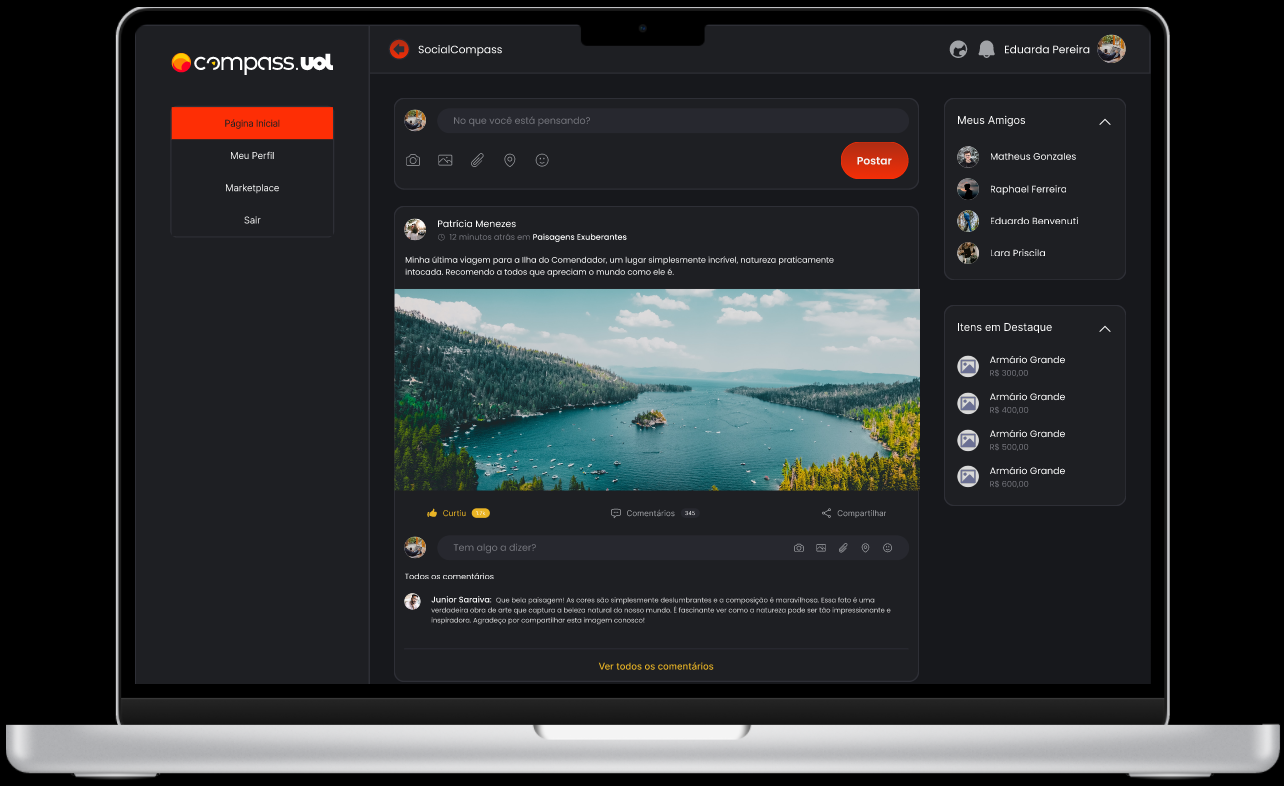 compass.uol
SocialCompass
Eduarda Pereira
Página Inicial
Meu Perfil
Marketplace
Sair
No que você está pensando?
Postar
Patrícia Menezes
12 minutos atrás em Paisagens Exuberantes
Minha última viagem para a Ilha do Comendador, um lugar simplesmente incrível, natureza praticamente
intocada. Recomendo a todos que apreciam o mundo como ele é.
Curtiu
Comentários 345
Compartilhar
Tem algo a dizer?
Todos os comentários
Junior Saraiva: Que bela paisagem! As cores são simplesmente deslumbrantes e a composição é maravilhosa. Essa foto é uma
verdadeira obra de arte que captura a beleza natural do nosso mundo. É fascinante ver como a natureza pode ser tão impressionante e
inspiradora. Agradeço por compartilhar esta imagem conosco!
Ver todos os comentários
Meus Amigos
Matheus Gonzales
Raphael Ferreira
Eduardo Benvenuti
Lara Priscila
Itens em Destaque
Armário Grande
R$ 300,00
Armário Grande
R$ 400,00
Armário Grande
R$ 500,00
Armário Grande
R$ 600,00